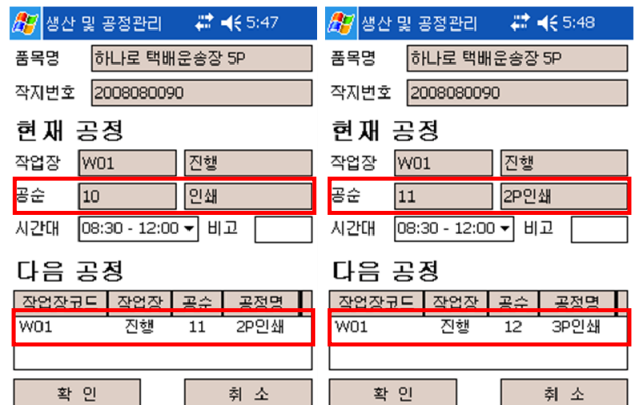 생산 및 공정관리 5:47
품목명 하나로 택배운송장 5P
작지번호 2008080090
현재 공정
작업장 W01 진행
공순 10 인쇄
시간대 08:30 - 12:00 비고
다음 공정
작업장코드 작업장 공순 공정명
W01 진행 11 2P인쇄
확 인 취 소
생산 및 공정관리 5:48
품목명 하나로 택배운송장 5P
작지번호 2008080090
현재 공정
작업장 W01 진행
공순 11 2P인쇄
시간대 08:30 - 12:00 비고
다음 공정
작업장코드 작업장 공순 공정명
W01 진행 12 3P인쇄
확 인 취 소